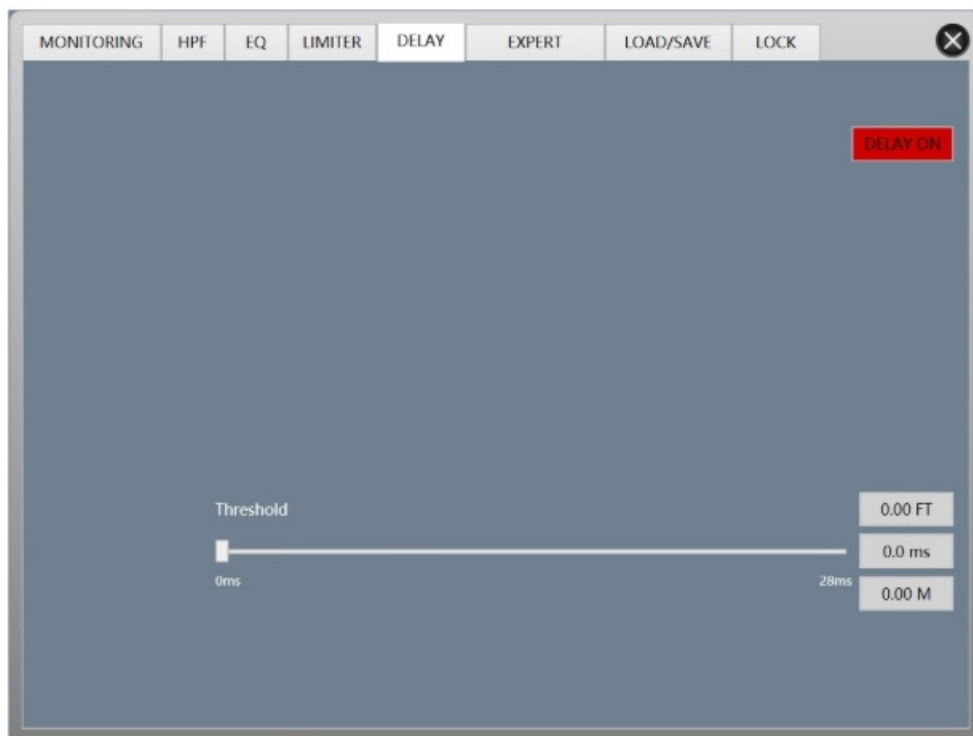 MONITORING HPF EQ LIMITER DELAY EXPERT LOAD/SAVE LOCK
DELAY ON
Threshold
0.00 FT
0.0 ms
0ms 28ms
0.00 M